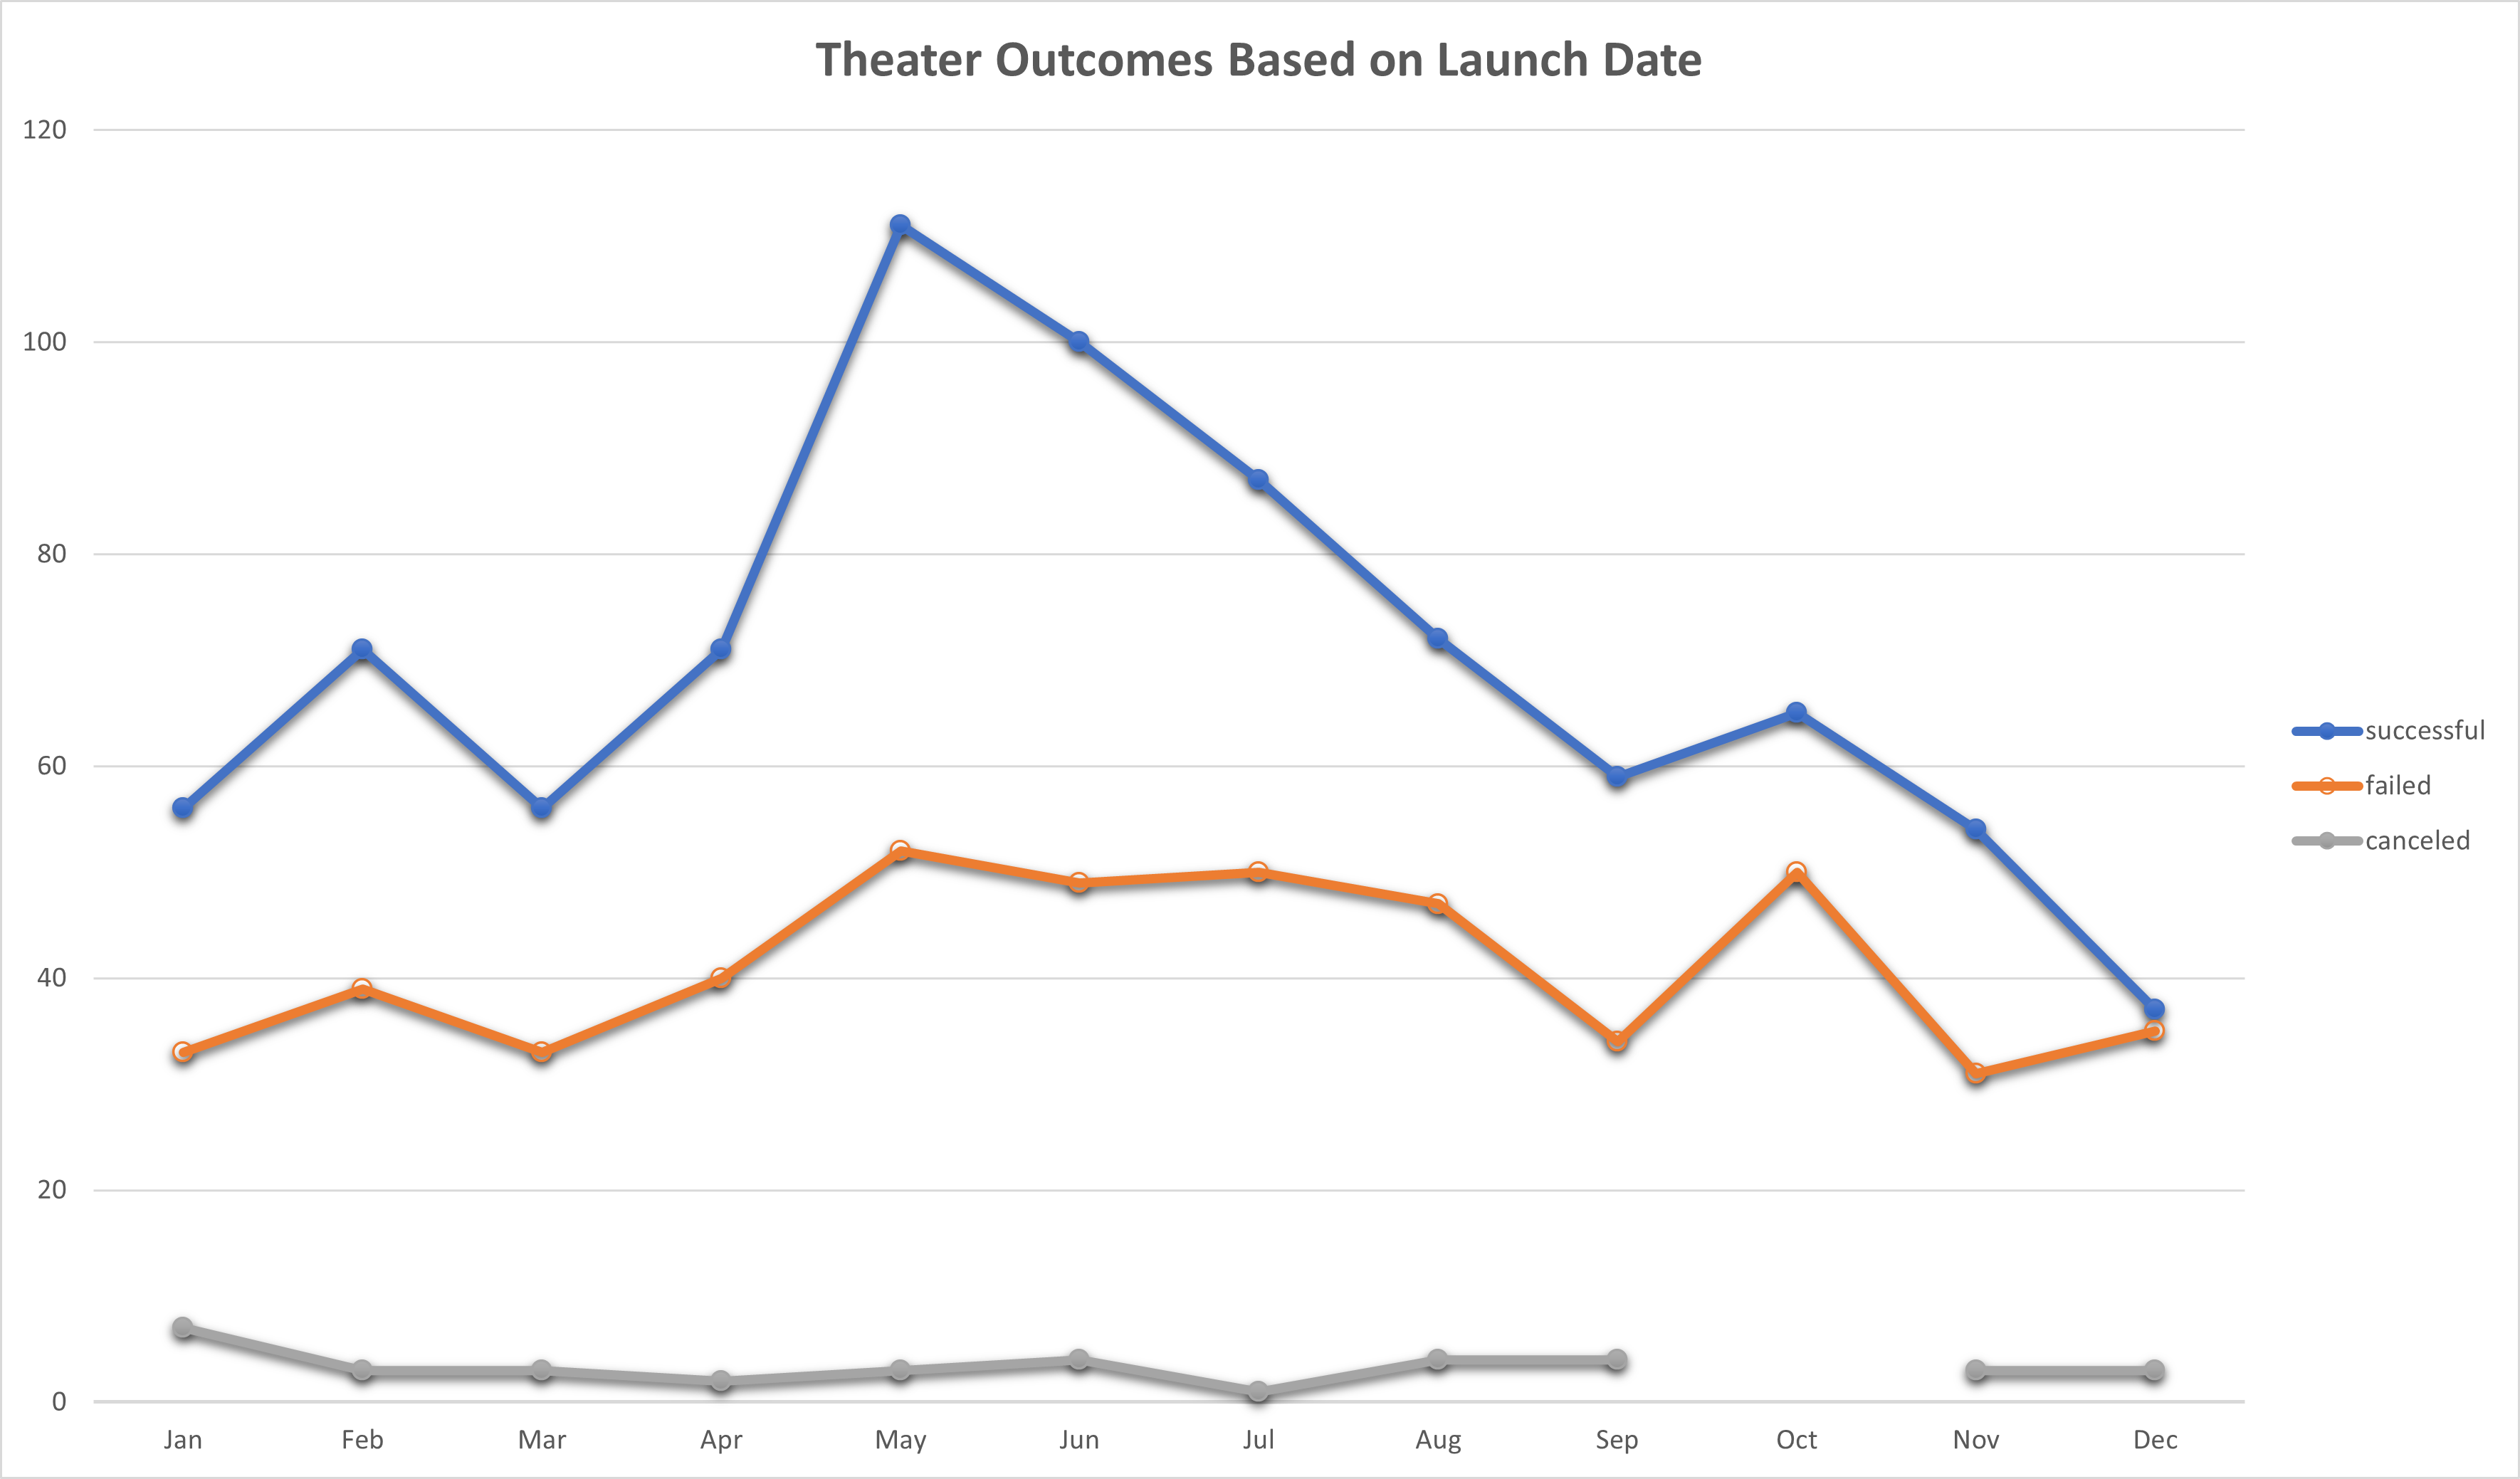 Theater Outcomes Based on Launch Date
120
100
80
60
40
20
0
Jan Feb Mar Apr May Jun Jul Aug Sep Oct Nov Dec
successful
failed
canceled